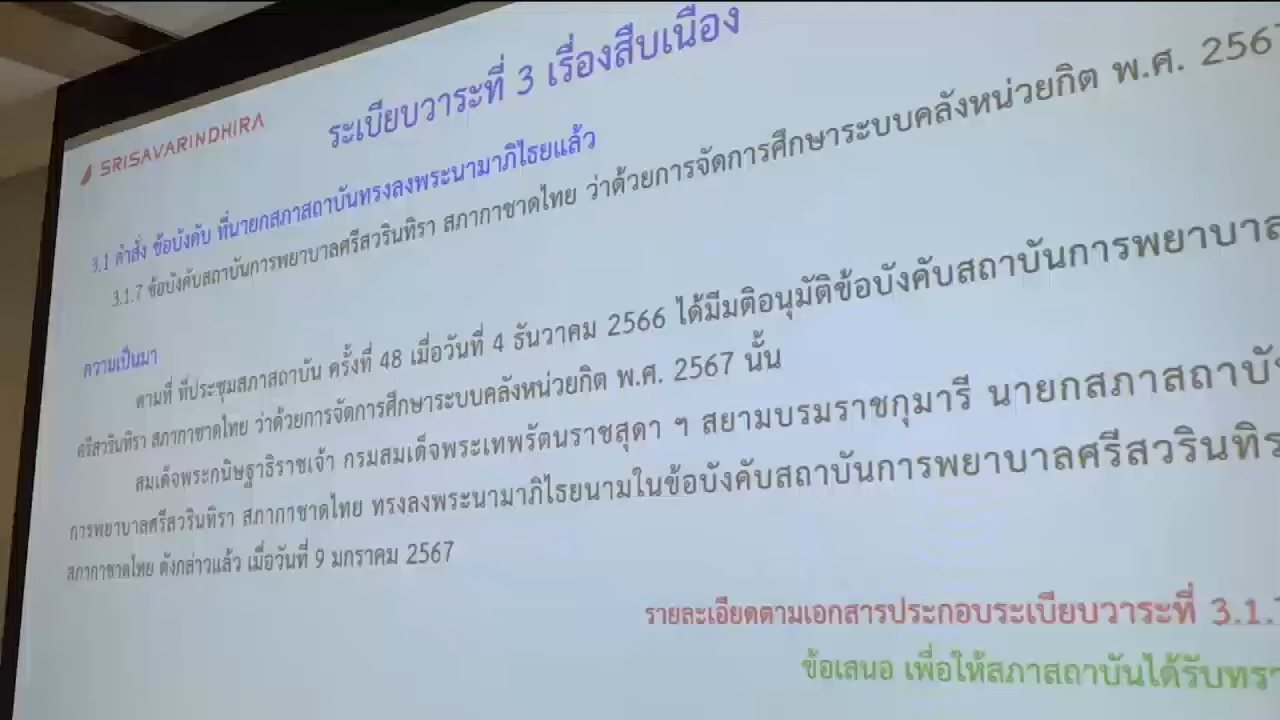 SRISAVARINDHIRA
ระเบียบวาระที่ 3 เรื่องสืบเนื่อง
3.1 คำสั่ง ข้อบังคับ ที่นายกสภาสถาบันทรงลงพระนามาภิไธยแล้ว
3.1.7 ข้อบังคับสถาบันการพยาบาลศรีสวรินทิรา สภากาชาดไทย ว่าด้วยการจัดการศึกษาระบบคลังหน่วยกิต พ.ศ. 2567
ความเป็นมา
ตามที่ ที่ประชุมสภาสถาบัน ครั้งที่ 48 เมื่อวันที่ 4 ธันวาคม 2566 ได้มีมติอนุมัติข้อบังคับสถาบันการพยาบาล
ศรีสวรินทิรา สภากาชาดไทย ว่าด้วยการจัดการศึกษาระบบคลังหน่วยกิต พ.ศ. 2567 นั้น
สมเด็จพระกนิษฐาธิราชเจ้า กรมสมเด็จพระเทพรัตนราชสุดา ฯ สยามบรมราชกุมารี นายกสภาสถาบัน
การพยาบาลศรีสวรินทิรา สภากาชาดไทย ทรงลงพระนามาภิไธยนามในข้อบังคับสถาบันการพยาบาลศรีสวรินทิรา
สภากาชาดไทย ดังกล่าวแล้ว เมื่อวันที่ 9 มกราคม 2567
รายละเอียดตามเอกสารประกอบระเบียบวาระที่ 3.1.7
ข้อเสนอ เพื่อให้สภาสถาบันได้รับทรา